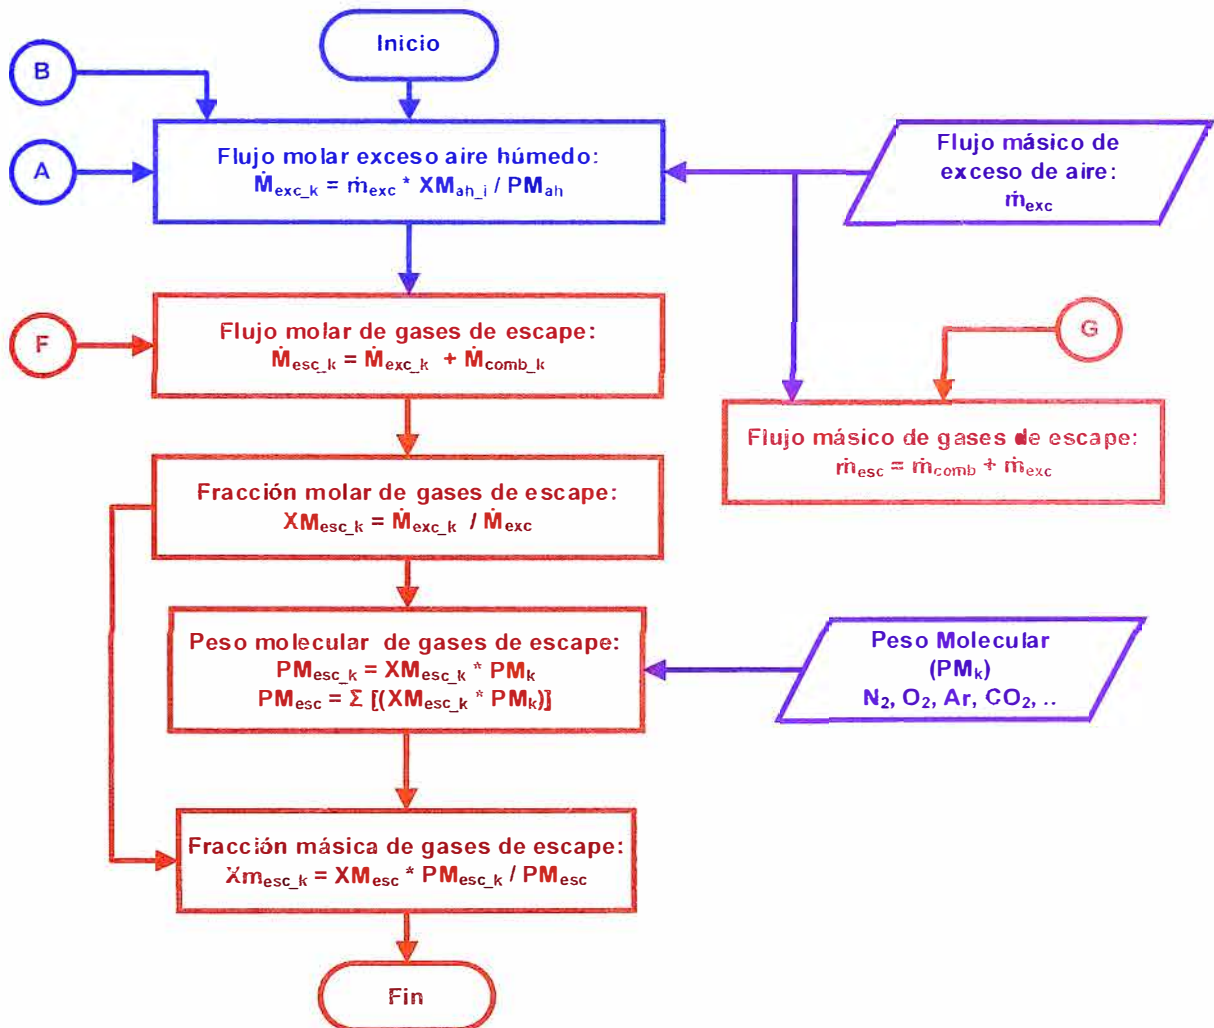 Inicio
B
A
Flujo molar exceso aire húmedo:
Ṁexc_k = ṁexc * XMah_i / PMah
Flujo másico de
exceso de aire:
ṁexc
F
Flujo molar de gases de escape:
Ṁesc_k = Ṁexc_k + Ṁcomb_k
G
Flujo másico de gases de escape:
ṁesc = ṁcomb + ṁexc
Fracción molar de gases de escape:
XMesc_k = Ṁexc_k / Ṁexc
Peso molecular de gases de escape:
PMesc_k = XMesc_k * PMk
PMesc = Σ [(XMesc_k * PMk)]
Peso Molecular
(PMk)
N2, O2, Ar, CO2, ..
Fracción másica de gases de escape:
Xmesc_k = XMesc * PMesc_k / PMesc
Fin